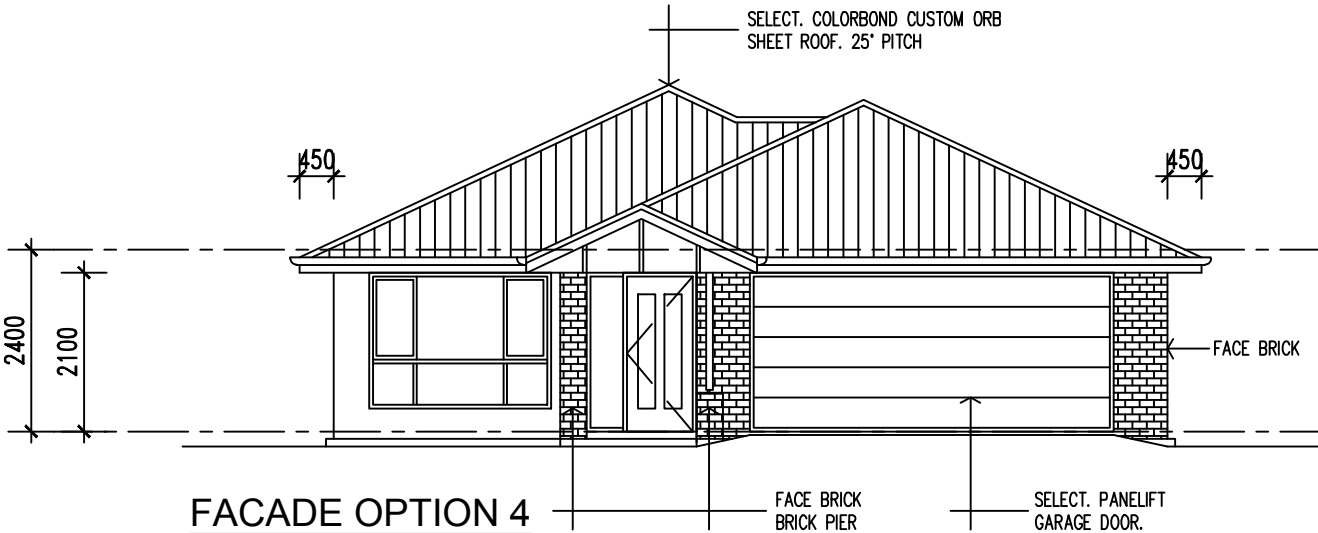 SELECT. COLORBOND CUSTOM ORB
SHEET ROOF. 25° PITCH
450
450
2400
2100
FACE BRICK
FACADE OPTION 4
FACE BRICK
BRICK PIER
SELECT. PANELIFT
GARAGE DOOR.